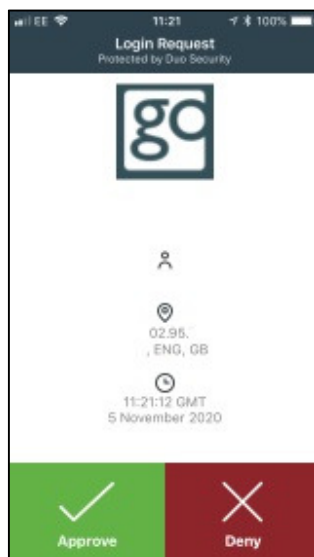 EE 11:21 100%
Login Request
Protected by Duo Security
go
02.95.
, ENG, GB
11:21:12 GMT
5 November 2020
Approve Deny